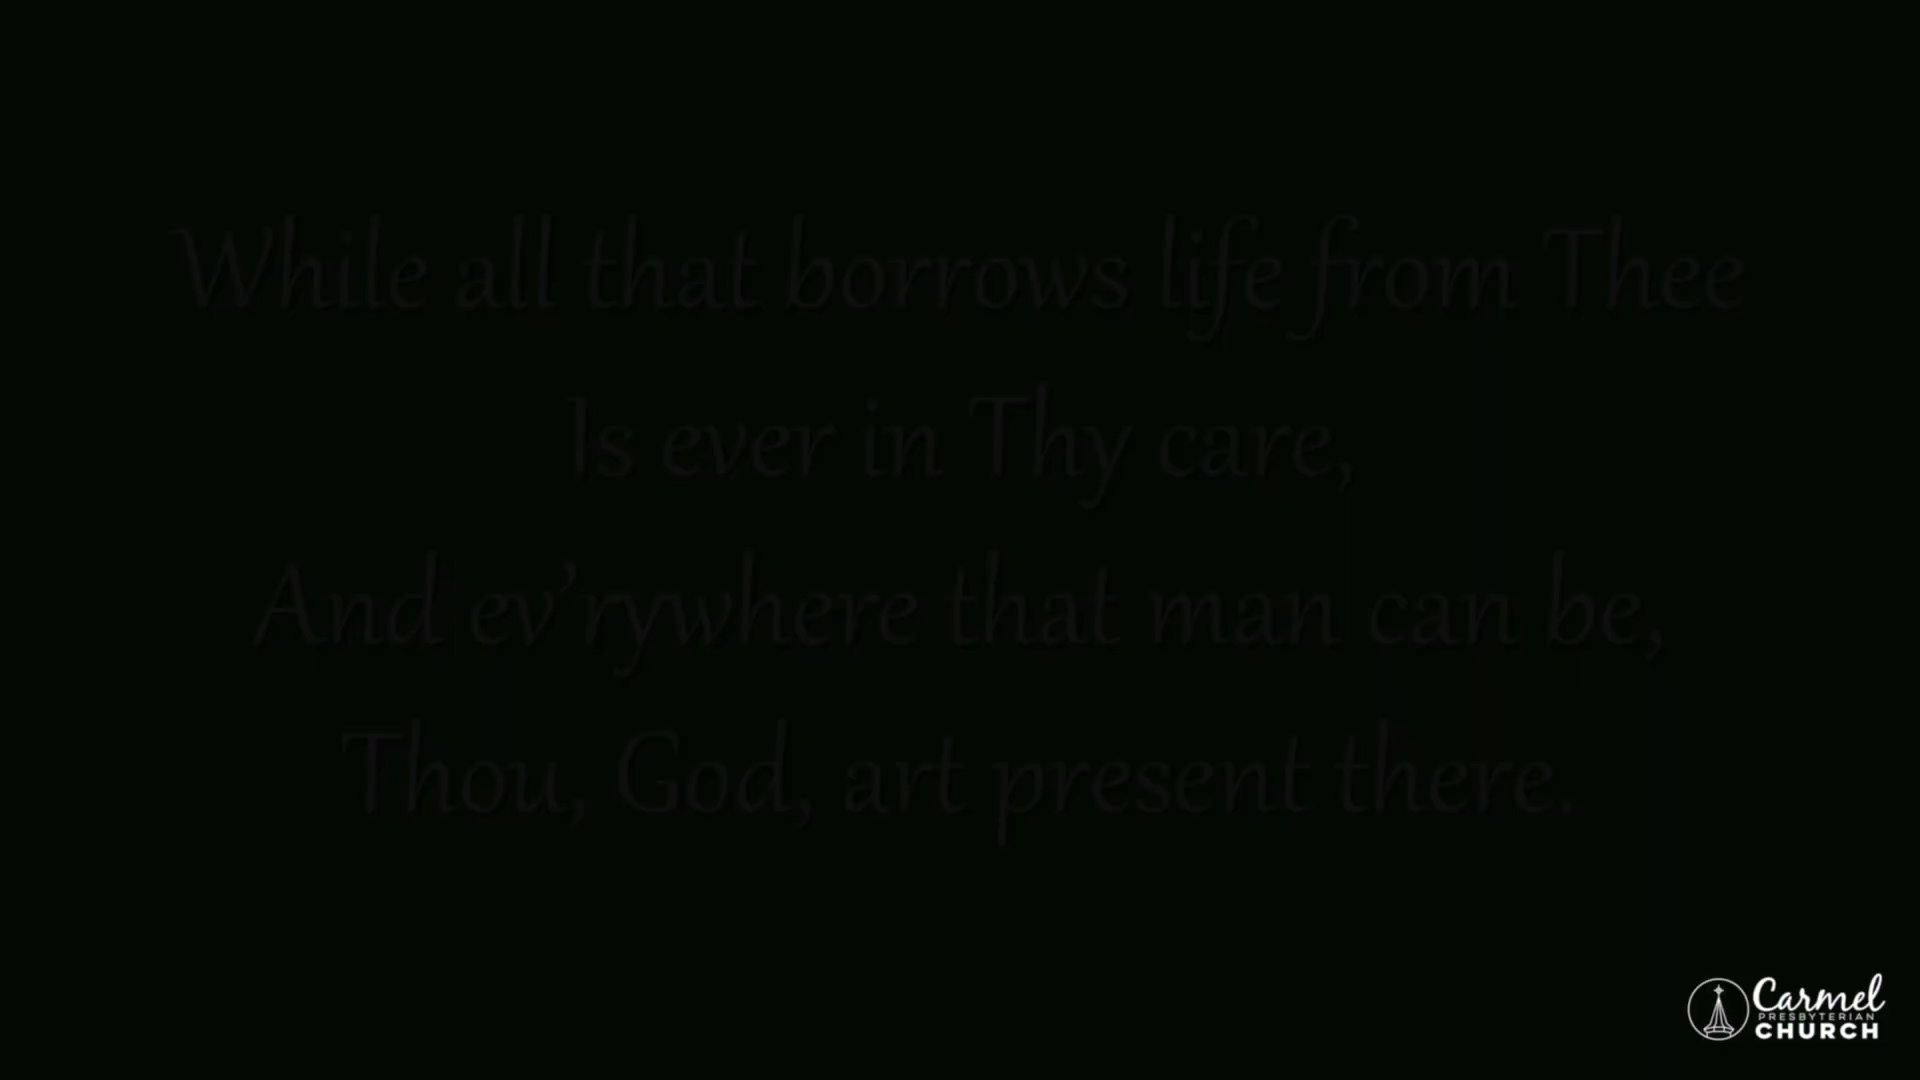 While all that borrows life from Thee
Is ever in Thy care,
And ev’rywhere that man can be,
Thou, God, art present there.
Carmel
PRESBYTERIAN
CHURCH